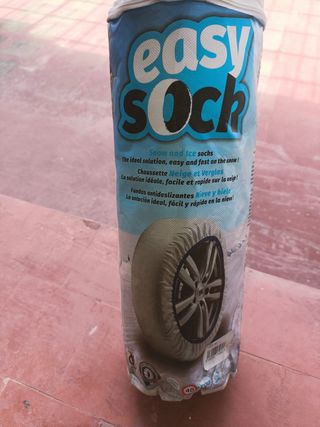 easy
sock
Snow and Ice socks
The ideal solution, easy and fast on the snow !
Chaussette Neige et Verglas
La solution idéale, facile et rapide sur la neige !
Fundas antideslizantes Nieve y hielo
La solución ideal, fácil y rápida en la nieve !